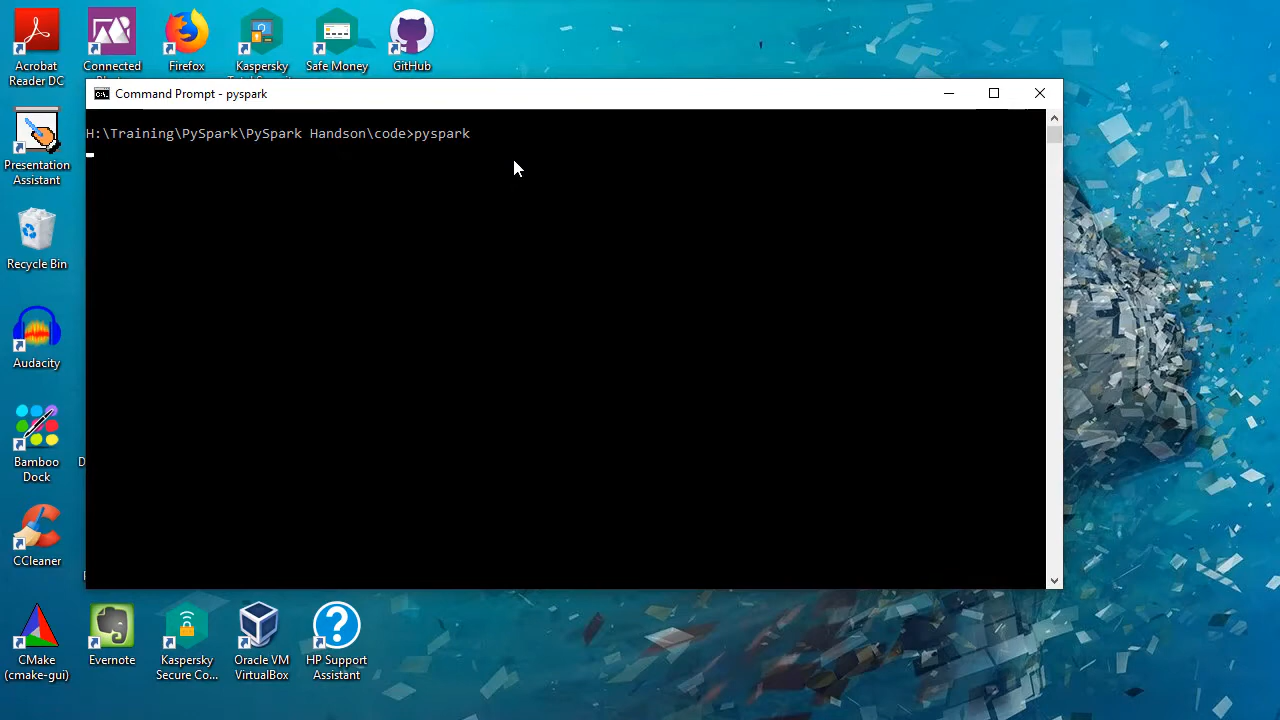 Acrobat
Reader DC
Connected
Firefox
Kaspersky
Safe Money
GitHub
Command Prompt - pyspark
H:\Training\PySpark\PySpark Handson\code>pyspark
Presentation
Assistant
Recycle Bin
Audacity
Bamboo
Dock
CCleaner
CMake
(cmake-gui)
Evernote
Kaspersky
Secure Co...
Oracle VM
VirtualBox
HP Support
Assistant